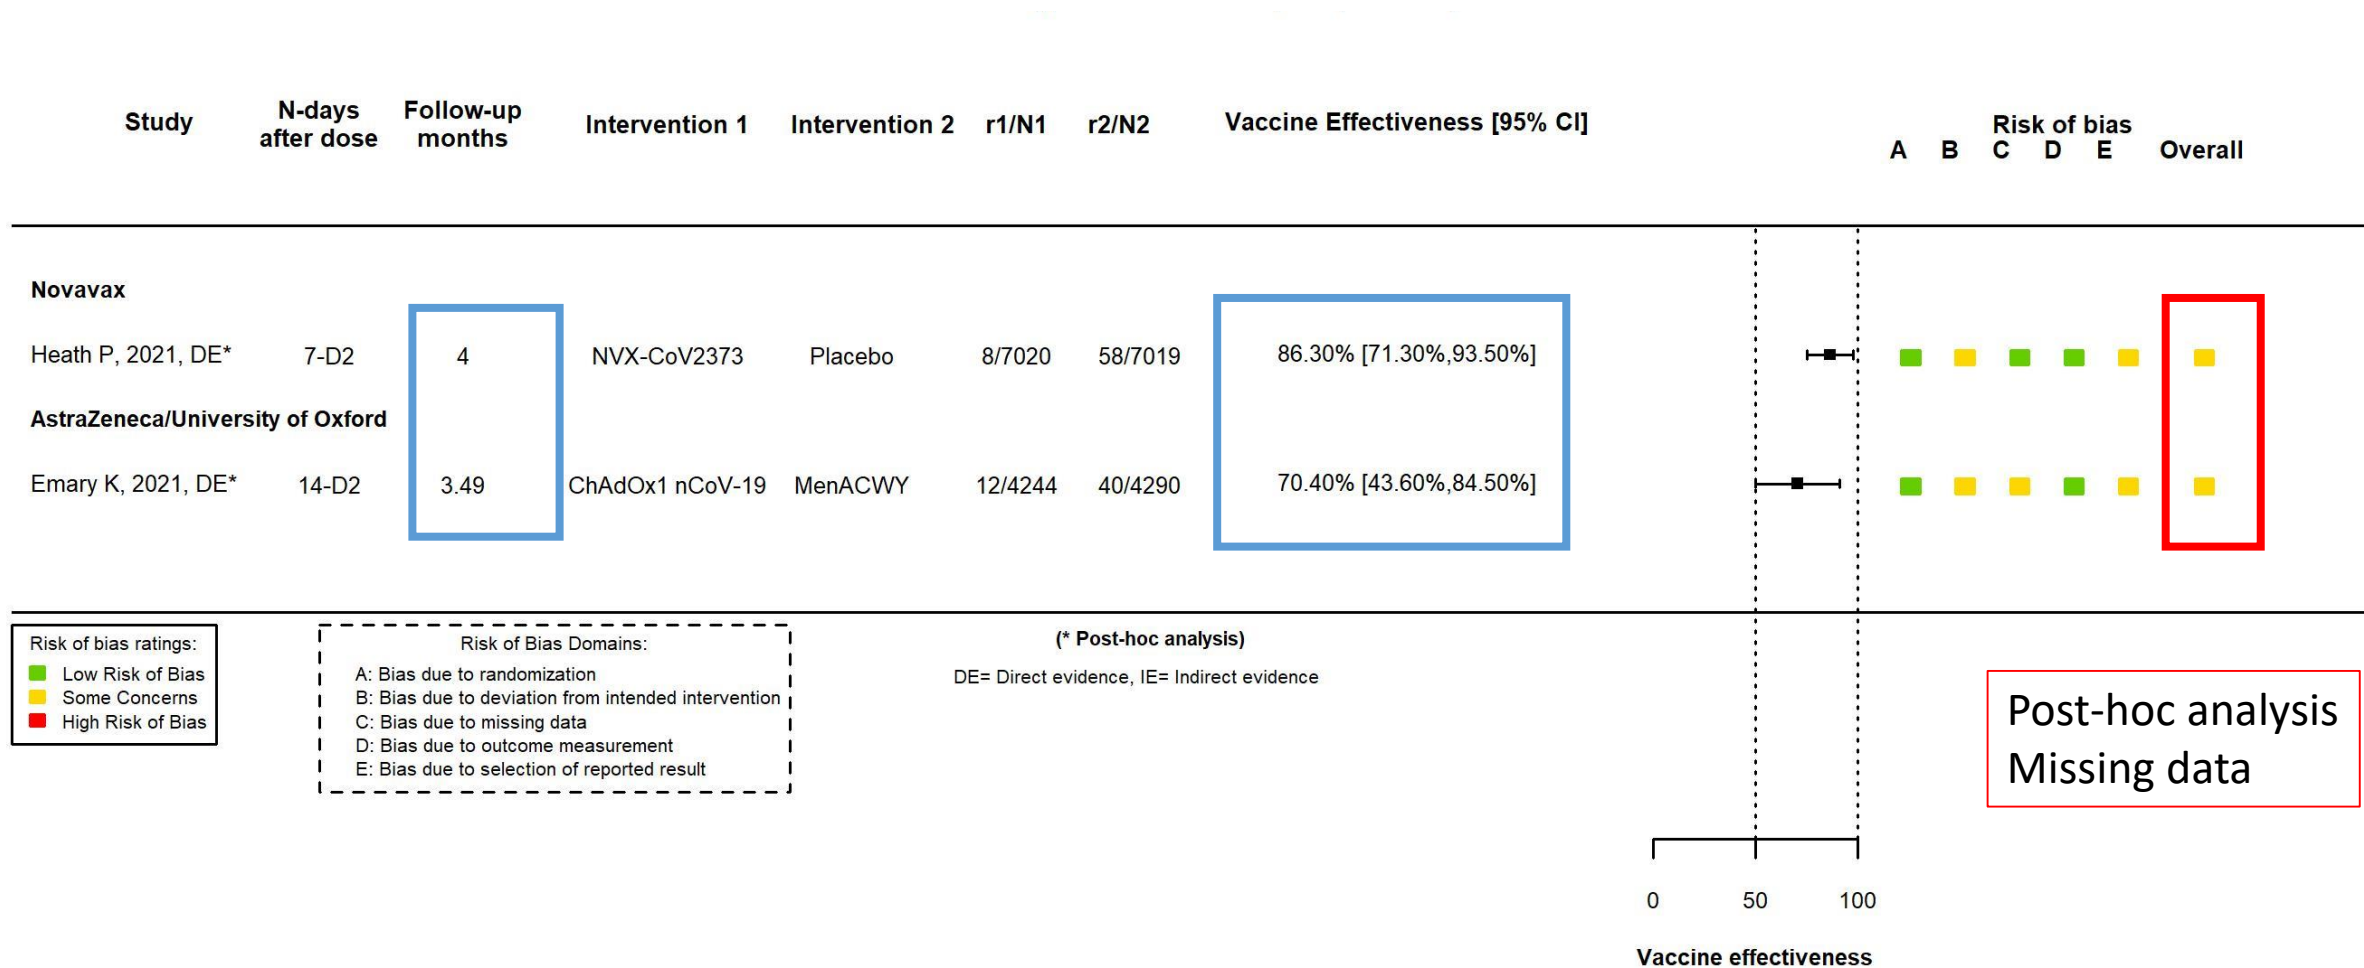 Study N-days after dose Follow-up months Intervention 1 Intervention 2 r1/N1 r2/N2 Vaccine Effectiveness [95% CI] Risk of bias
A B C D E Overall
Novavax
Heath P, 2021, DE* 7-D2 4 NVX-CoV2373 Placebo 8/7020 58/7019 86.30% [71.30%,93.50%]
AstraZeneca/University of Oxford
Emary K, 2021, DE* 14-D2 3.49 ChAdOx1 nCoV-19 MenACWY 12/4244 40/4290 70.40% [43.60%,84.50%]
Risk of bias ratings:
Low Risk of Bias
Some Concerns
High Risk of Bias
Risk of Bias Domains:
A: Bias due to randomization
B: Bias due to deviation from intended intervention
C: Bias due to missing data
D: Bias due to outcome measurement
E: Bias due to selection of reported result
(* Post-hoc analysis)
DE= Direct evidence, IE= Indirect evidence
Post-hoc analysis
Missing data
0 50 100
Vaccine effectiveness